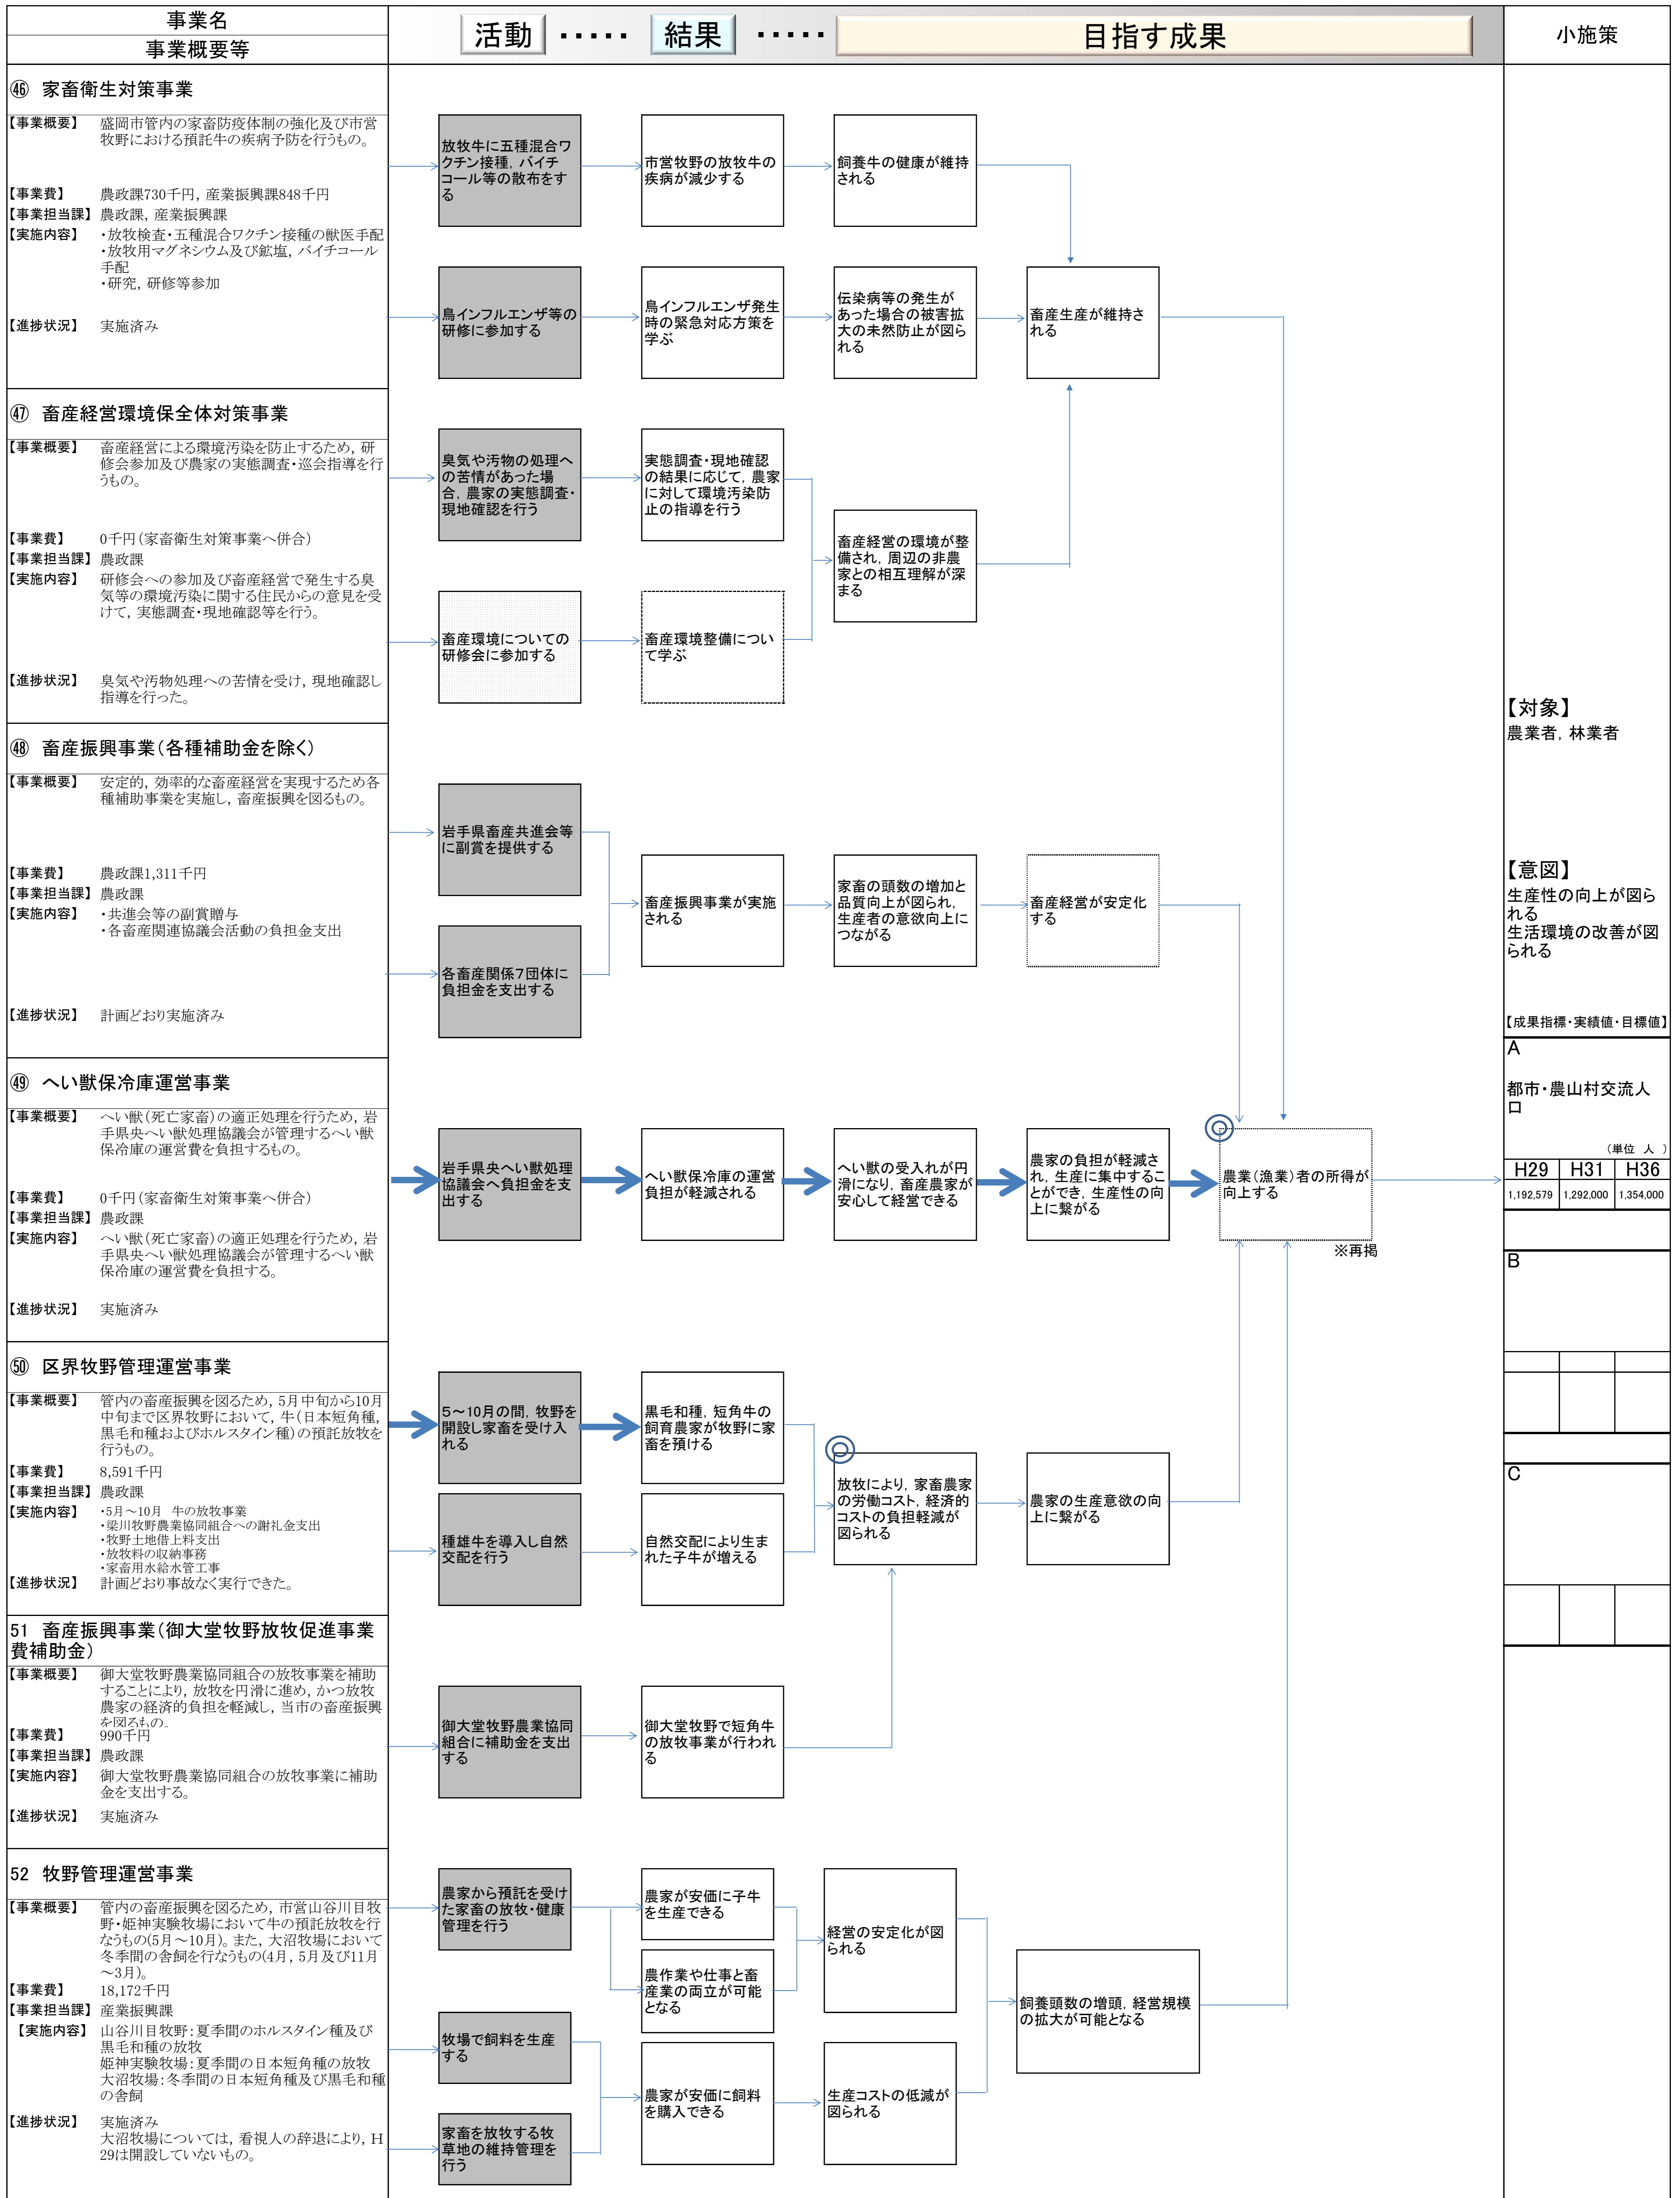 事業名
事業概要等
活動 ・・・・・ 結果 ・・・・・ 目指す成果
小施策
㊻ 家畜衛生対策事業
【事業概要】 盛岡市管内の家畜防疫体制の強化及び市営
牧野における預託牛の疾病予防を行うもの。
【事業費】 農政課730千円，産業振興課848千円
【事業担当課】 農政課，産業振興課
【実施内容】 ・放牧検査・五種混合ワクチン接種の獣医手配
・放牧用マグネシウム及び鉱塩，バイチコール
手配
・研究，研修等参加
【進捗状況】 実施済み
放牧牛に五種混合ワ
クチン接種，バイチ
コール等の散布をす
る
市営牧野の放牧牛の
疾病が減少する
飼養牛の健康が維持
される
鳥インフルエンザ等の
研修に参加する
鳥インフルエンザ発生
時の緊急対応方策を
学ぶ
伝染病等の発生が
あった場合の被害拡
大の未然防止が図ら
れる
畜産生産が維持さ
れる
㊼ 畜産経営環境保全体対策事業
【事業概要】 畜産経営による環境汚染を防止するため，研
修会参加及び農家の実態調査・巡会指導を行
うもの。
【事業費】 0千円（家畜衛生対策事業へ併合）
【事業担当課】 農政課
【実施内容】 研修会への参加及び畜産経営で発生する臭
気等の環境汚染に関する住民からの意見を受
けて，実態調査・現地確認等を行う。
【進捗状況】 臭気や汚物処理への苦情を受け，現地確認し
指導を行った。
臭気や汚物の処理へ
の苦情があった場
合，農家の実態調査・
現地確認を行う
実態調査・現地確認
の結果に応じて，農家
に対して環境汚染防
止の指導を行う
畜産経営の環境が整
備され，周辺の非農
家との相互理解が深
まる
畜産環境についての
研修会に参加する
畜産環境整備につい
て学ぶ
㊽ 畜産振興事業（各種補助金を除く）
【事業概要】 安定的，効率的な畜産経営を実現するため各
種補助事業を実施し，畜産振興を図るもの。
【事業費】 農政課1,311千円
【事業担当課】 農政課
【実施内容】 ・共進会等の副賞贈与
・各畜産関連協議会活動の負担金支出
【進捗状況】 計画どおり実施済み
岩手県畜産共進会等
に副賞を提供する
各畜産関係７団体に
負担金を支出する
畜産振興事業が実施
される
家畜の頭数の増加と
品質向上が図られ，
生産者の意欲向上に
つながる
畜産経営が安定化
する
㊾ へい獣保冷庫運営事業
【事業概要】 へい獣（死亡家畜）の適正処理を行うため，岩
手県央へい獣処理協議会が管理するへい獣
保冷庫の運営費を負担するもの。
【事業費】 0千円（家畜衛生対策事業へ併合）
【事業担当課】 農政課
【実施内容】 へい獣（死亡家畜）の適正処理を行うため，岩
手県央へい獣処理協議会が管理するへい獣
保冷庫の運営費を負担する。
【進捗状況】 実施済み
岩手県央へい獣処理
協議会へ負担金を支
出する
へい獣保冷庫の運営
負担が軽減される
へい獣の受入れが円
滑になり，畜産農家が
安心して経営できる
農家の負担が軽減さ
れ，生産に集中するこ
とができ，生産性の向
上に繋がる
◎
農業（漁業）者の所得が
向上する
※再掲
㊿ 区界牧野管理運営事業
【事業概要】 管内の畜産振興を図るため，5月中旬から10月
中旬まで区界牧野において，牛（日本短角種，
黒毛和種およびホルスタイン種）の預託放牧を
行うもの。
【事業費】 8,591千円
【事業担当課】 農政課
【実施内容】 ・5月～10月 牛の放牧事業
・梁川牧野農業協同組合への謝礼金支出
・牧野土地借上料支出
・放牧料の収納事務
・家畜用水給水管工事
【進捗状況】 計画どおり事故なく実行できた。
５～10月の間，牧野を
開設し家畜を受け入
れる
黒毛和種，短角牛の
飼育農家が牧野に家
畜を預ける
種雄牛を導入し自然
交配を行う
自然交配により生ま
れた子牛が増える
◎
放牧により，家畜農家
の労働コスト，経済的
コストの負担軽減が
図られる
農家の生産意欲の向
上に繋がる
51 畜産振興事業（御大堂牧野放牧促進事業
費補助金）
【事業概要】 御大堂牧野農業協同組合の放牧事業を補助
することにより，放牧を円滑に進め，かつ放牧
農家の経済的負担を軽減し，当市の畜産振興
を図るもの。
【事業費】 990千円
【事業担当課】 農政課
【実施内容】 御大堂牧野農業協同組合の放牧事業に補助
金を支出する。
【進捗状況】 実施済み
御大堂牧野農業協同
組合に補助金を支出
する
御大堂牧野で短角牛
の放牧事業が行われ
る
52 牧野管理運営事業
【事業概要】 管内の畜産振興を図るため，市営山谷川目牧
野・姫神実験牧場において牛の預託放牧を行
なうもの(5月～10月)。また，大沼牧場において
冬季間の舎飼を行なうもの(4月，5月及び11月
～3月)。
【事業費】 18,172千円
【事業担当課】 産業振興課
【実施内容】 山谷川目牧野：夏季間のホルスタイン種及び
黒毛和種の放牧
姫神実験牧場：夏季間の日本短角種の放牧
大沼牧場：冬季間の日本短角種及び黒毛和種
の舎飼
【進捗状況】 実施済み
大沼牧場については，看視人の辞退により，Ｈ
29は開設していないもの。
農家から預託を受け
た家畜の放牧・健康
管理を行う
農家が安価に子牛
を生産できる
農作業や仕事と畜
産業の両立が可能
となる
経営の安定化が図
られる
牧場で飼料を生産
する
家畜を放牧する牧
草地の維持管理を
行う
農家が安価に飼料
を購入できる
生産コストの低減が
図られる
飼養頭数の増頭，経営規模
の拡大が可能となる
【対象】
農業者，林業者
【意図】
生産性の向上が図ら
れる
生活環境の改善が図
られる
【成果指標・実績値・目標値】
A
都市・農山村交流人
口
（単位 人 ）
H29 H31 H36
1,192,579 1,292,000 1,354,000
B
C